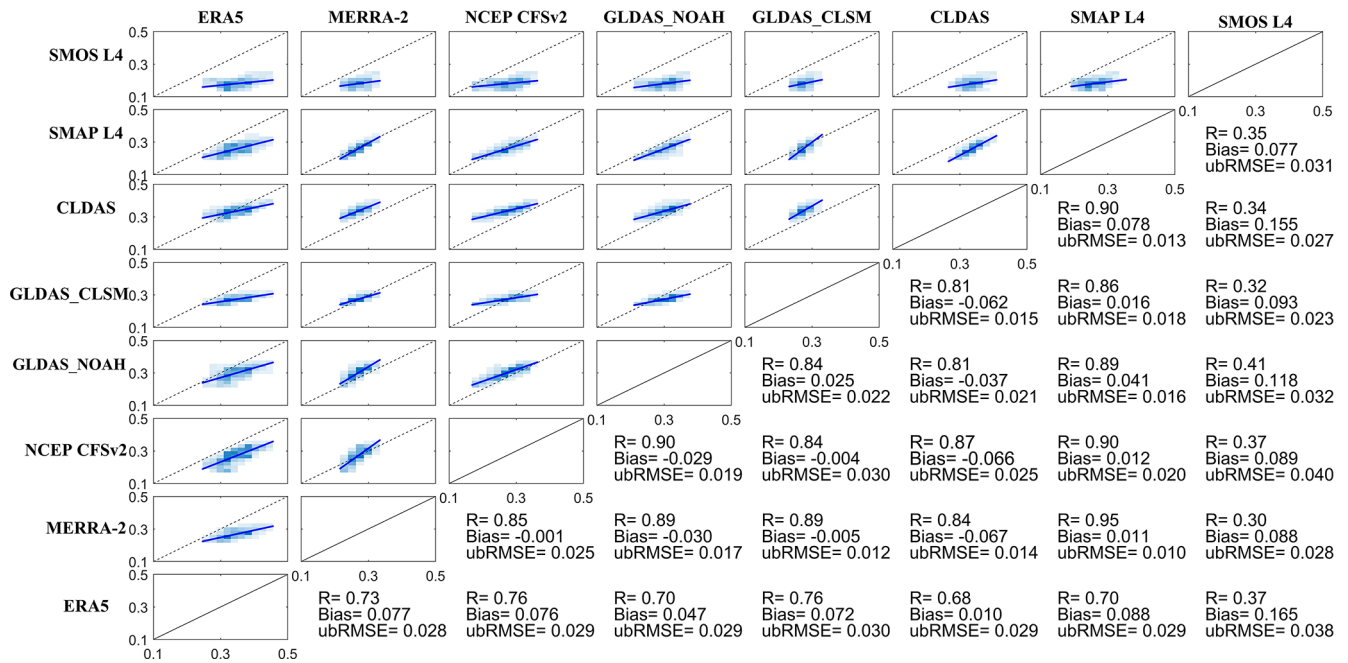 ERA5 MERRA-2 NCEP CFSv2 GLDAS_NOAH GLDAS_CLSM CLDAS SMAP L4 SMOS L4
0.5
SMOS L4 0.3
0.1
0.1 0.3 0.5
0.5
SMAP L4 0.3
0.1
R= 0.35
Bias= 0.077
ubRMSE= 0.031
0.1 0.3 0.5
0.5
CLDAS 0.3
0.1
R= 0.90 R= 0.34
Bias= 0.078 Bias= 0.155
ubRMSE= 0.013 ubRMSE= 0.027
0.1 0.3 0.5
0.5
GLDAS_CLSM 0.3
0.1
R= 0.81 R= 0.86 R= 0.32
Bias= -0.062 Bias= 0.016 Bias= 0.093
ubRMSE= 0.015 ubRMSE= 0.018 ubRMSE= 0.023
0.1 0.3 0.5
0.5
GLDAS_NOAH 0.3
0.1
R= 0.84 R= 0.81 R= 0.89 R= 0.41
Bias= 0.025 Bias= -0.037 Bias= 0.041 Bias= 0.118
ubRMSE= 0.022 ubRMSE= 0.021 ubRMSE= 0.016 ubRMSE= 0.032
0.1 0.3 0.5
0.5
NCEP CFSv2 0.3
0.1
R= 0.90 R= 0.84 R= 0.87 R= 0.90 R= 0.37
Bias= -0.029 Bias= -0.004 Bias= -0.066 Bias= 0.012 Bias= 0.089
ubRMSE= 0.019 ubRMSE= 0.030 ubRMSE= 0.025 ubRMSE= 0.020 ubRMSE= 0.040
0.1 0.3 0.5
0.5
MERRA-2 0.3
0.1
R= 0.85 R= 0.89 R= 0.89 R= 0.84 R= 0.95 R= 0.30
Bias= -0.001 Bias= -0.030 Bias= -0.005 Bias= -0.067 Bias= 0.011 Bias= 0.088
ubRMSE= 0.025 ubRMSE= 0.017 ubRMSE= 0.012 ubRMSE= 0.014 ubRMSE= 0.010 ubRMSE= 0.028
0.1 0.3 0.5
0.5
ERA5 0.3
0.1
R= 0.73 R= 0.76 R= 0.70 R= 0.76 R= 0.68 R= 0.70 R= 0.37
Bias= 0.077 Bias= 0.076 Bias= 0.047 Bias= 0.072 Bias= 0.010 Bias= 0.088 Bias= 0.165
ubRMSE= 0.028 ubRMSE= 0.029 ubRMSE= 0.029 ubRMSE= 0.030 ubRMSE= 0.029 ubRMSE= 0.029 ubRMSE= 0.038
0.1 0.3 0.5